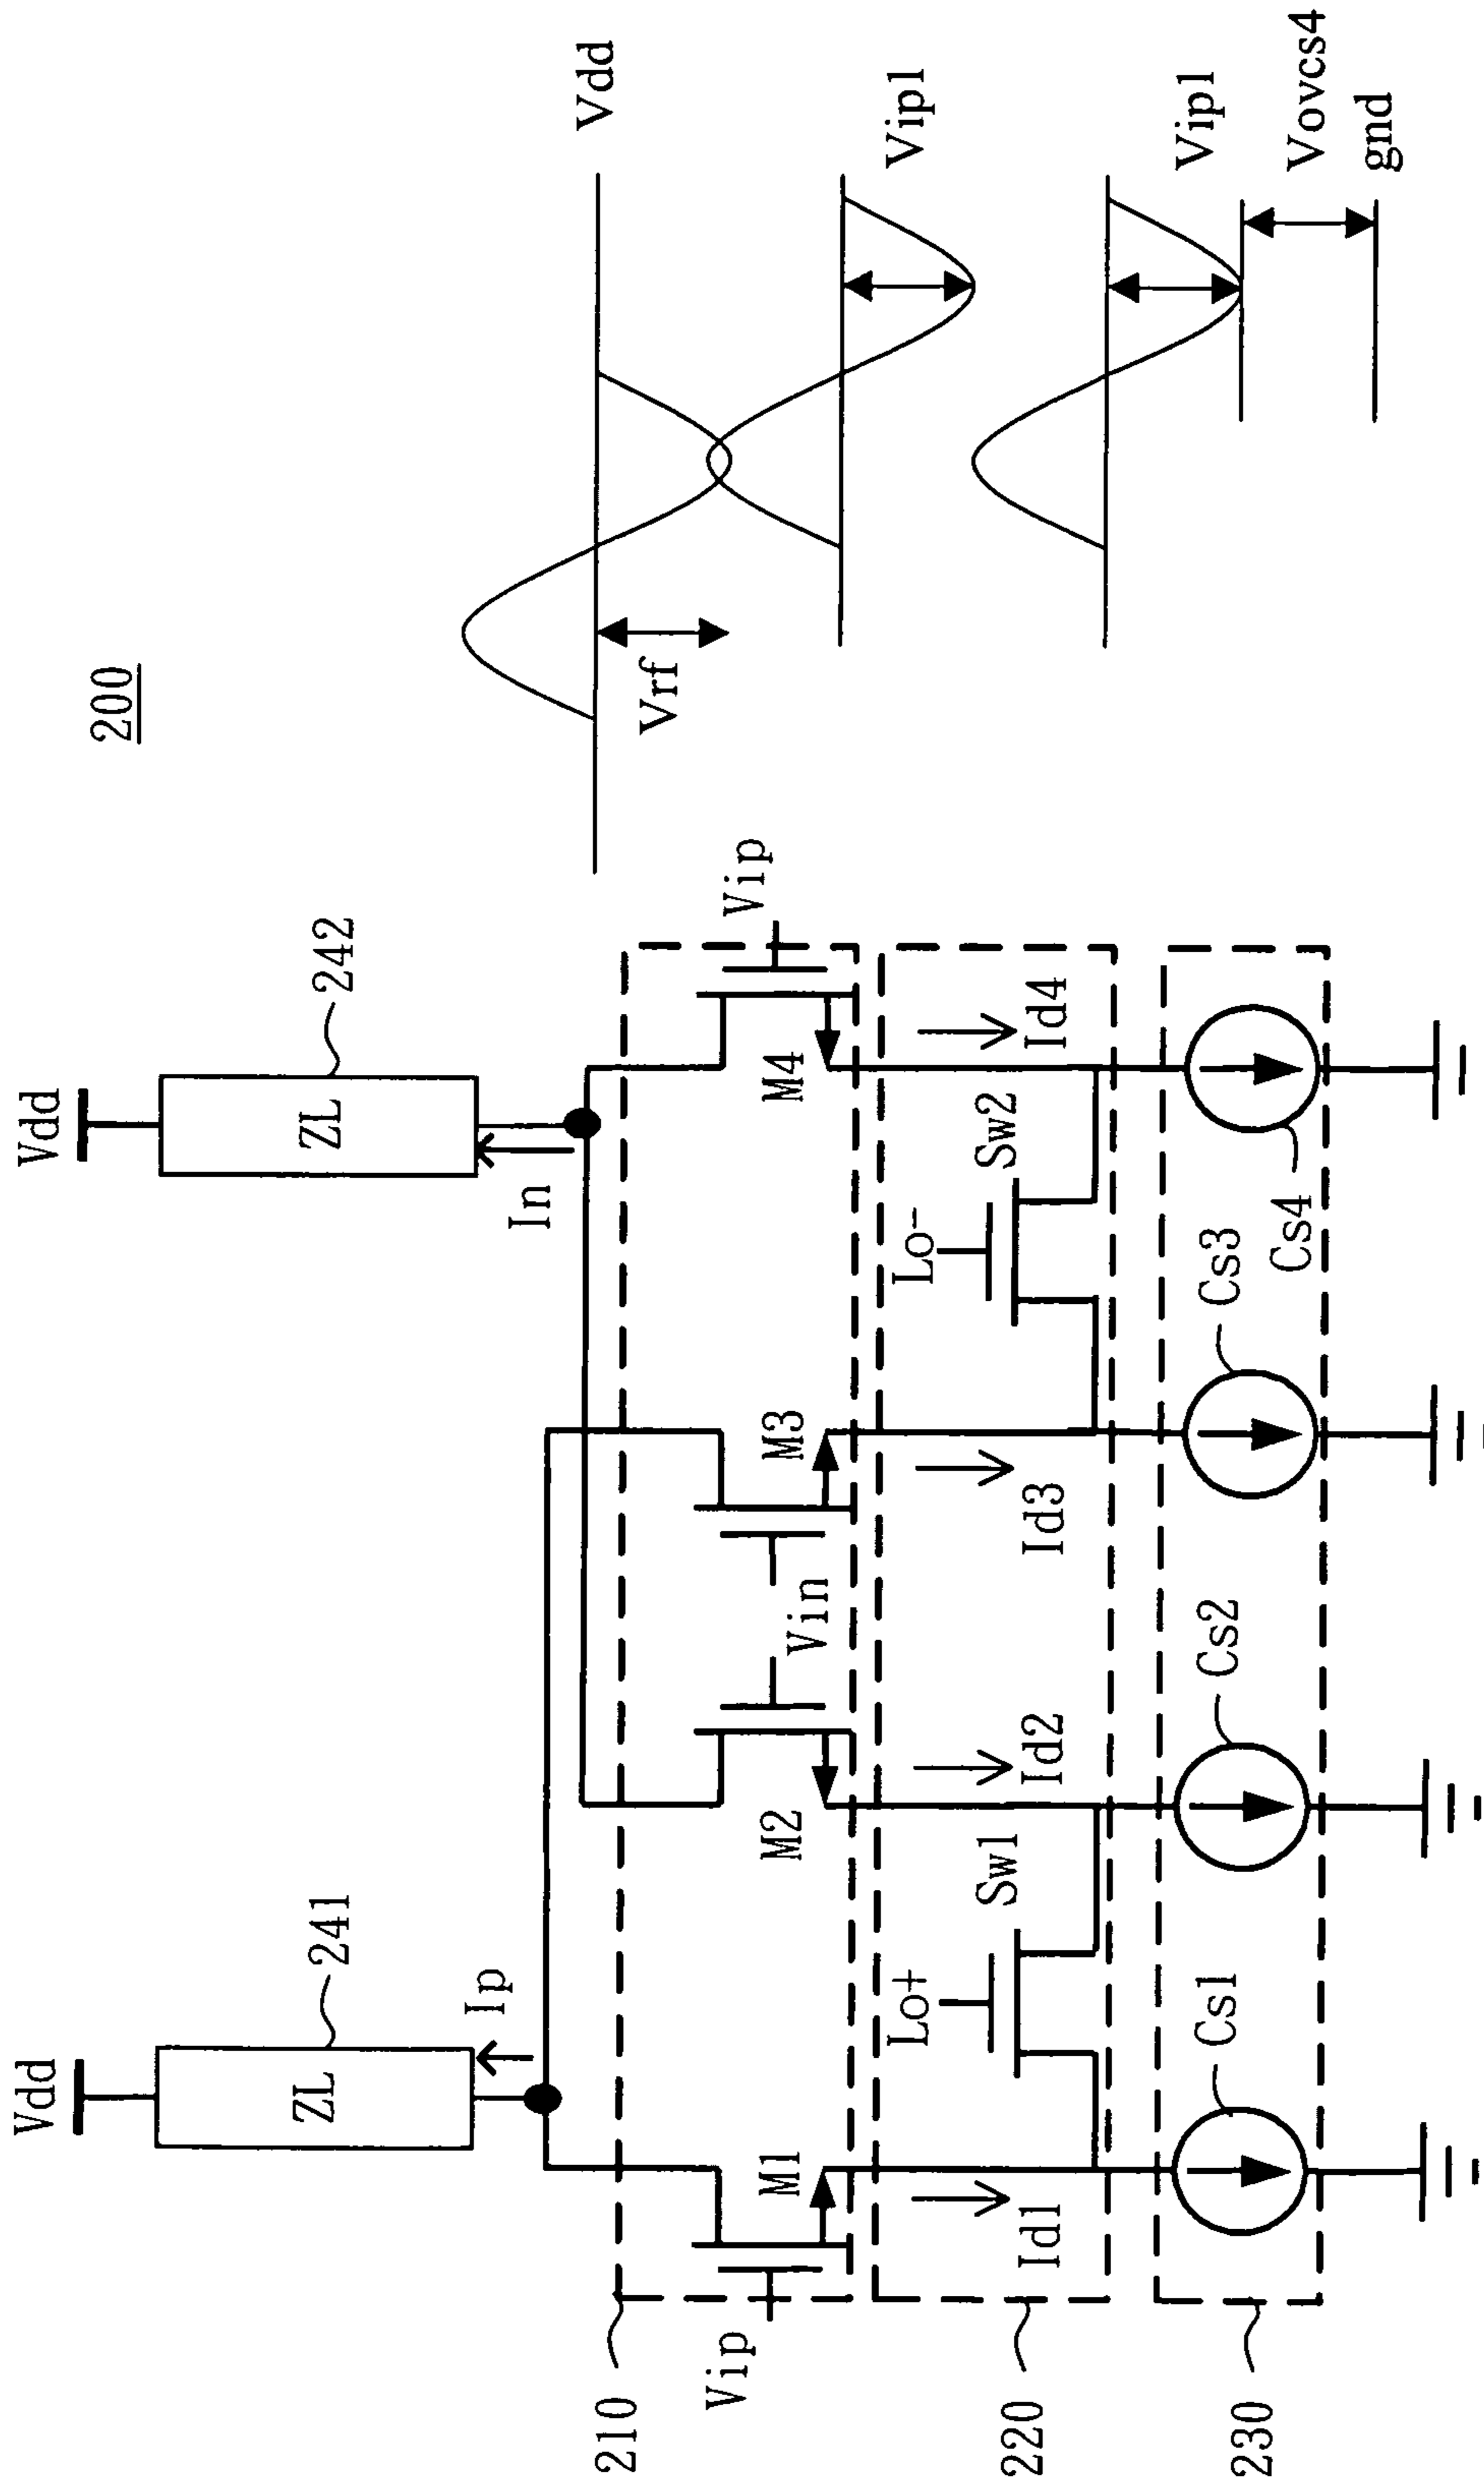 200
Vdd
Vdd
ZL
241
ZL
242
Ip
In
210
Vip
M1
M2
Vin
M3
M4
Vip
220
Id1
Lo+
Sw1
Id2
Id3
Lo-
Sw2
Id4
230
Cs1
Cs2
Cs3
Cs4
Vdd
Vrf
Vip1
Vip1
Vovcs4
gnd